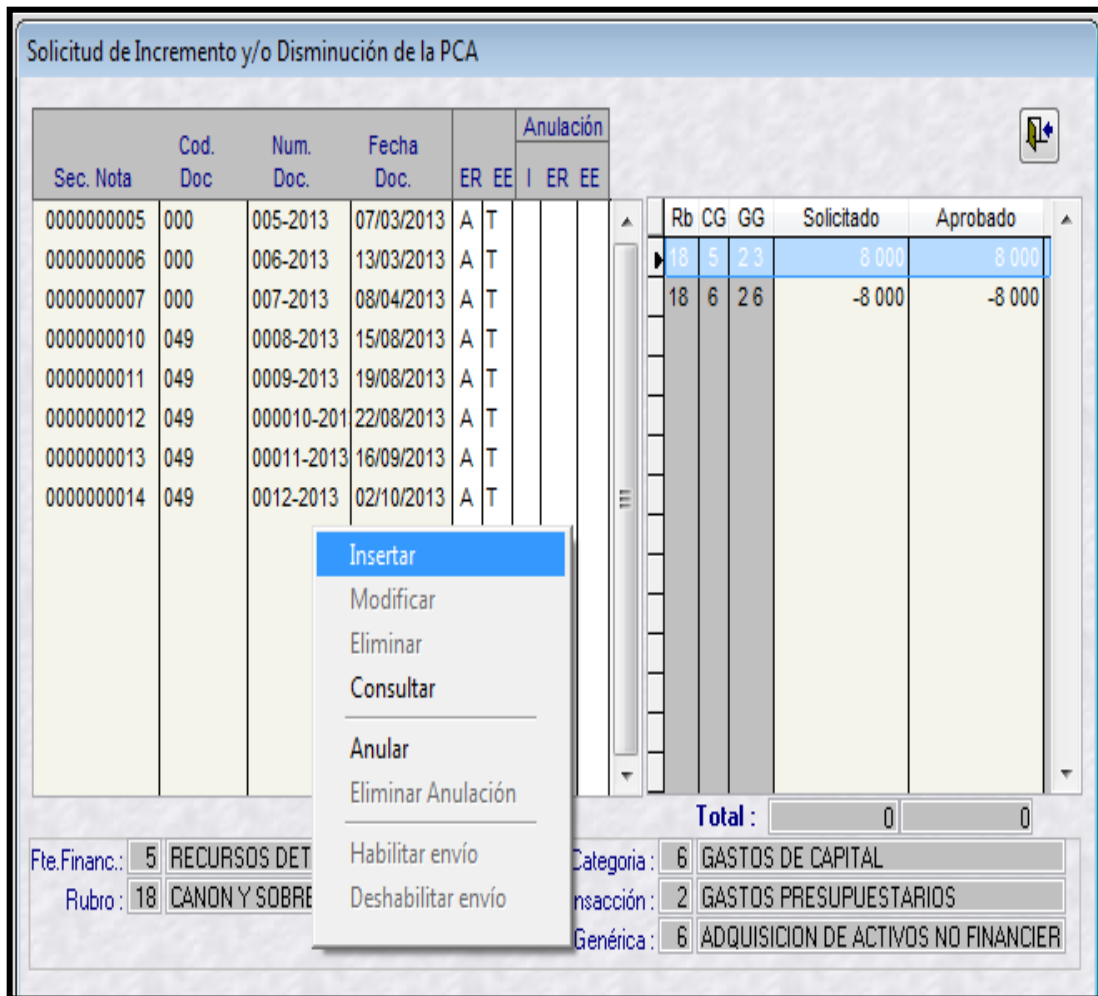 Solicitud de Incremento y/o Disminución de la PCA
Anulación
Sec. Nota Cod. Doc Num. Doc. Fecha Doc. ER EE I ER EE
0000000005 000 005-2013 07/03/2013 A T
0000000006 000 006-2013 13/03/2013 A T
0000000007 000 007-2013 08/04/2013 A T
0000000010 049 0008-2013 15/08/2013 A T
0000000011 049 0009-2013 19/08/2013 A T
0000000012 049 000010-201 22/08/2013 A T
0000000013 049 00011-2013 16/09/2013 A T
0000000014 049 0012-2013 02/10/2013 A T
Rb CG GG Solicitado Aprobado
18 5 2 3 8 000 8 000
18 6 2 6 -8 000 -8 000
Insertar
Modificar
Eliminar
Consultar
Anular
Eliminar Anulación
Habilitar envío
Deshabilitar envío
Total : 0 0
Fte.Financ.: 5 RECURSOS DET
Rubro : 18 CANON Y SOBRE
Categoria : 6 GASTOS DE CAPITAL
nsacción : 2 GASTOS PRESUPUESTARIOS
Genérica : 6 ADQUISICION DE ACTIVOS NO FINANCIER